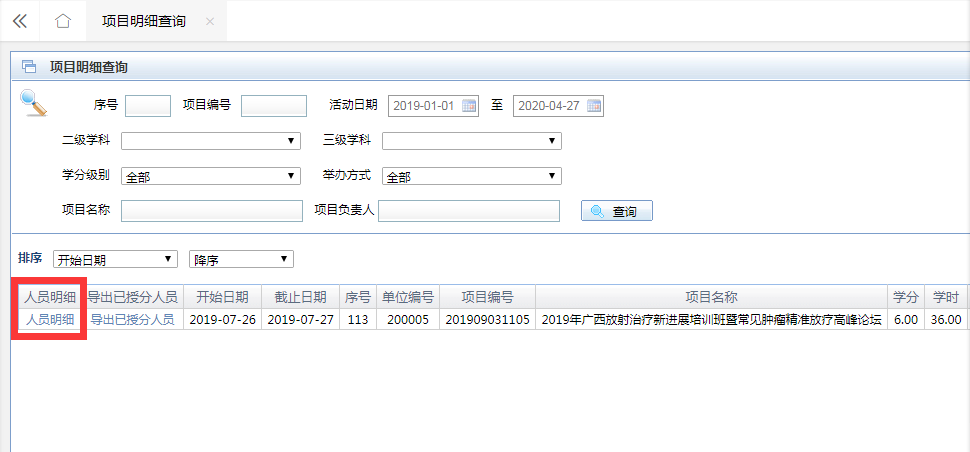 项目明细查询 ×
项目明细查询
序号 项目编号 活动日期 2019-01-01 至 2020-04-27
二级学科 三级学科
学分级别 全部 举办方式 全部
项目名称 项目负责人 查询
排序 开始日期 降序
人员明细 导出已授分人员 开始日期 截止日期 序号 单位编号 项目编号 项目名称 学分 学时
人员明细 导出已授分人员 2019-07-26 2019-07-27 113 200005 201909031105 2019年广西放射治疗新进展培训班暨常见肿瘤精准放疗高峰论坛 6.00 36.00